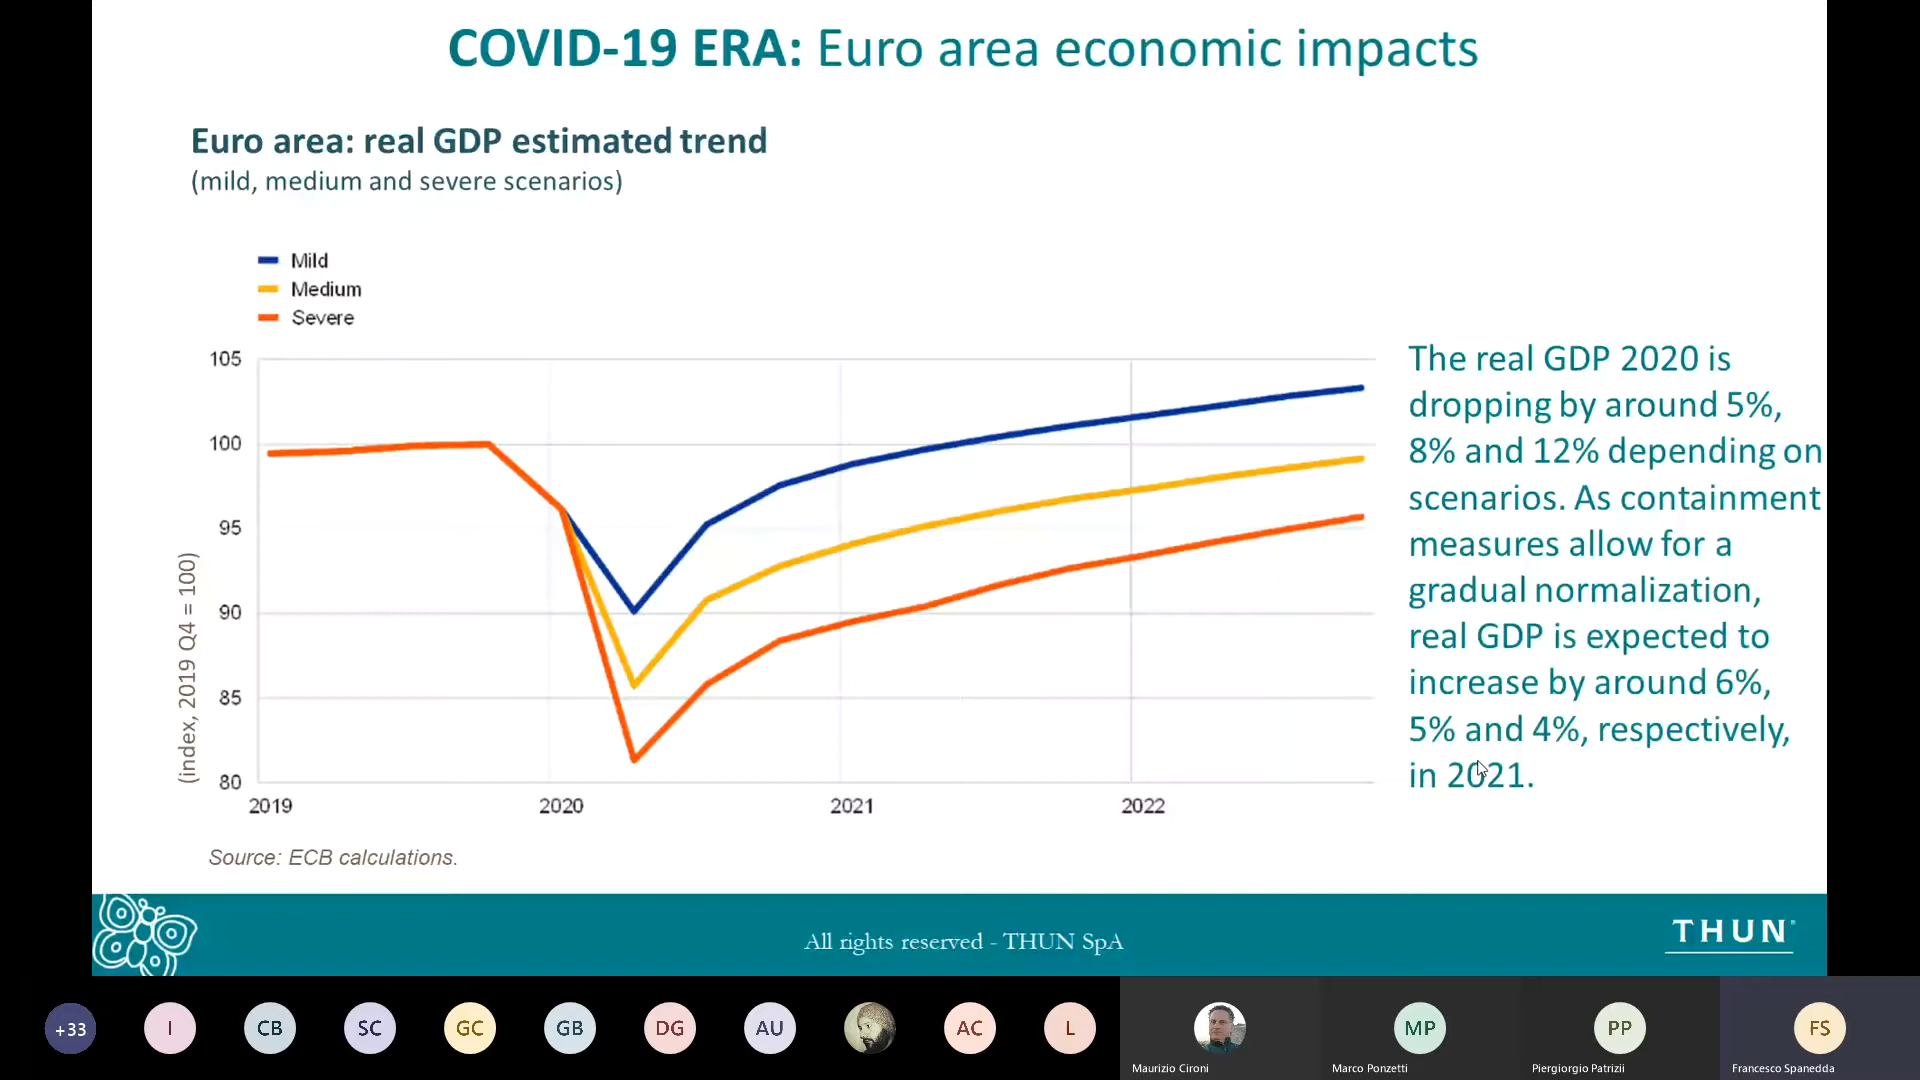 COVID-19 ERA: Euro area economic impacts
Euro area: real GDP estimated trend
(mild, medium and severe scenarios)
Mild
Medium
Severe
105
100
95
90
85
80
(index, 2019 Q4 = 100)
2019
2020
2021
2022
The real GDP 2020 is
dropping by around 5%,
8% and 12% depending on
scenarios. As containment
measures allow for a
gradual normalization,
real GDP is expected to
increase by around 6%,
5% and 4%, respectively,
in 2021.
Source: ECB calculations.
All rights reserved - THUN SpA
THUN
+33
I
CB
SC
GC
GB
DG
AU
AC
L
MP
PP
FS
Maurizio Cironi
Marco Ponzetti
Piergiorgio Patrizii
Francesco Spanedda